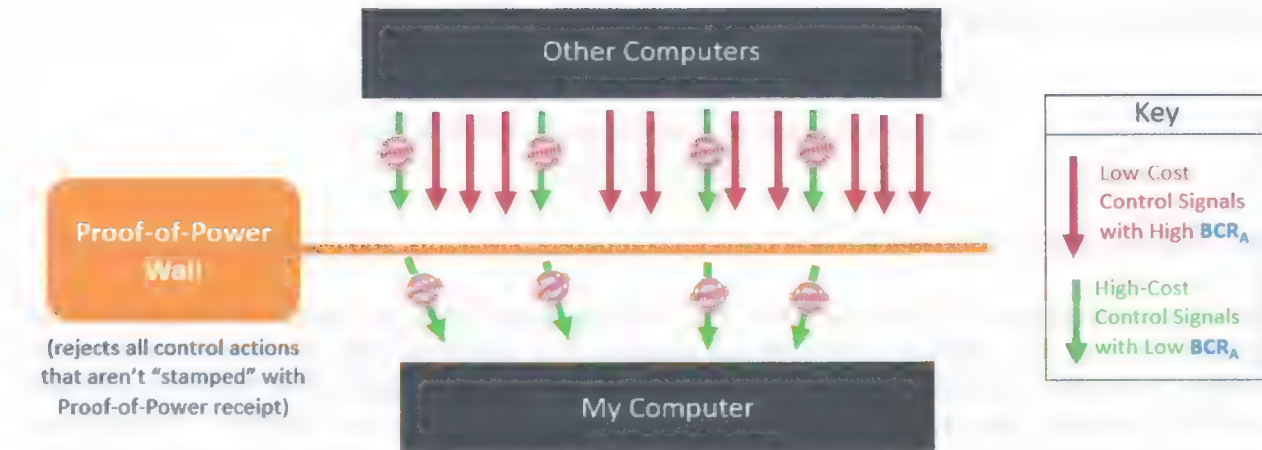 Other Computers
Key
Low-Cost
Control Signals
with High BCRA
Proof-of-Power
Wall
High-Cost
Control Signals
with Low BCRA
(rejects all control actions
that aren't "stamped" with
Proof-of-Power receipt)
My Computer